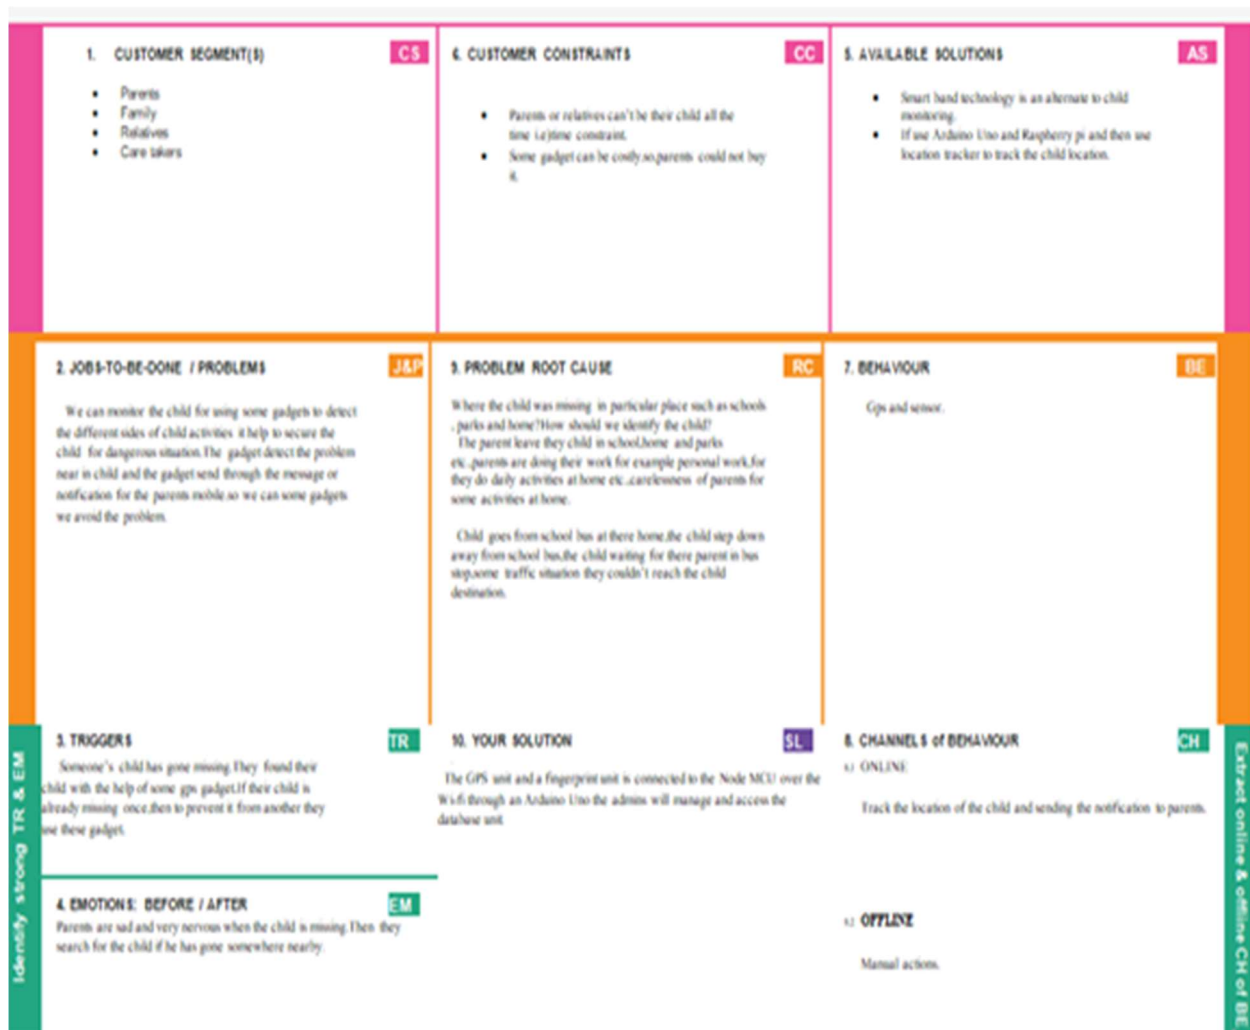 1. CUSTOMER SEGMENT(S)
CS
• Parents
• Family
• Relatives
• Care takers
6. CUSTOMER CONSTRAINTS
CC
• Parents or relatives can't be their child all the
time i.e)time constraint.
• Some gadget can be costly.so,parents could not buy
it.
5. AVAILABLE SOLUTIONS
AS
• Smart band technology is an alternate to child
monitoring.
• If use Arduino Uno and Raspberry pi and then use
location tracker to track the child location.
2. JOBS-TO-BE-DONE / PROBLEMS
J&P
We can monitor the child for using some gadgets to detect
the different sides of child activities it help to secure the
child for dangerous situation.The gadget detect the problem
near in child and the gadget send through the message or
notification for the parents mobile.so we can some gadgets
we avoid the problem.
9. PROBLEM ROOT CAUSE
RC
Where the child was missing in particular place such as schools
, parks and home?How should we identify the child?
The parent leave they child in school,home and parks
etc..parents are doing their work for example personal work,for
they do daily activities at home etc..carelessness of parents for
some activities at home.
Child goes from school bus at there home,the child step down
away from school bus,the child waiting for there parent in bus
stop,some traffic situation they couldn't reach the child
destination.
7. BEHAVIOUR
BE
Gps and sensor.
3. TRIGGERS
TR
Someone's child has gone missing.They found their
child with the help of some gps gadget.If their child is
already missing once,then to prevent it from another they
use these gadget.
10. YOUR SOLUTION
SL
The GPS unit and a fingerprint unit is connected to the Node MCU over the
Wi-fi through an Arduino Uno the admins will manage and access the
database unit
8. CHANNELS of BEHAVIOUR
CH
8.1 ONLINE
Track the location of the child and sending the notification to parents.
4. EMOTIONS: BEFORE / AFTER
EM
Parents are sad and very nervous when the child is missing.Then they
search for the child if he has gone somewhere nearby.
8.2 OFFLINE
Manual actions.
Identify strong TR & EM
Extract online & offline CH of BE